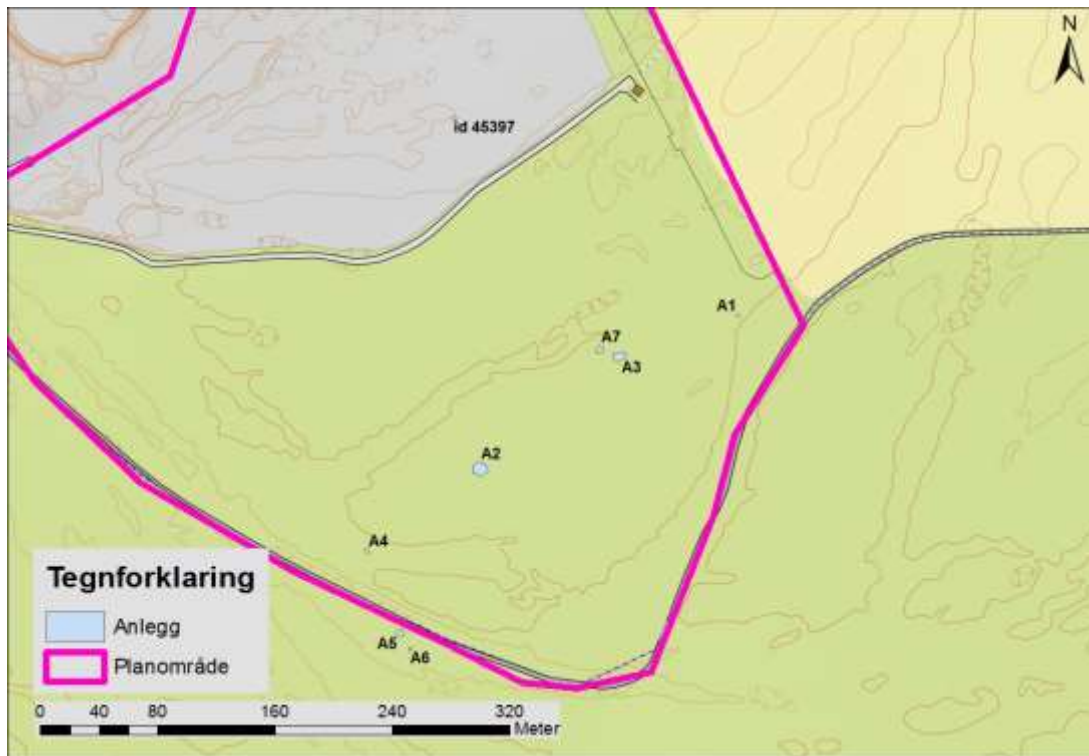 N
id 45397
A1
A7
A3
A2
A4
A5
A6
Tegnforklaring
Anlegg
Planområde
0 40 80 160 240 320
Meter